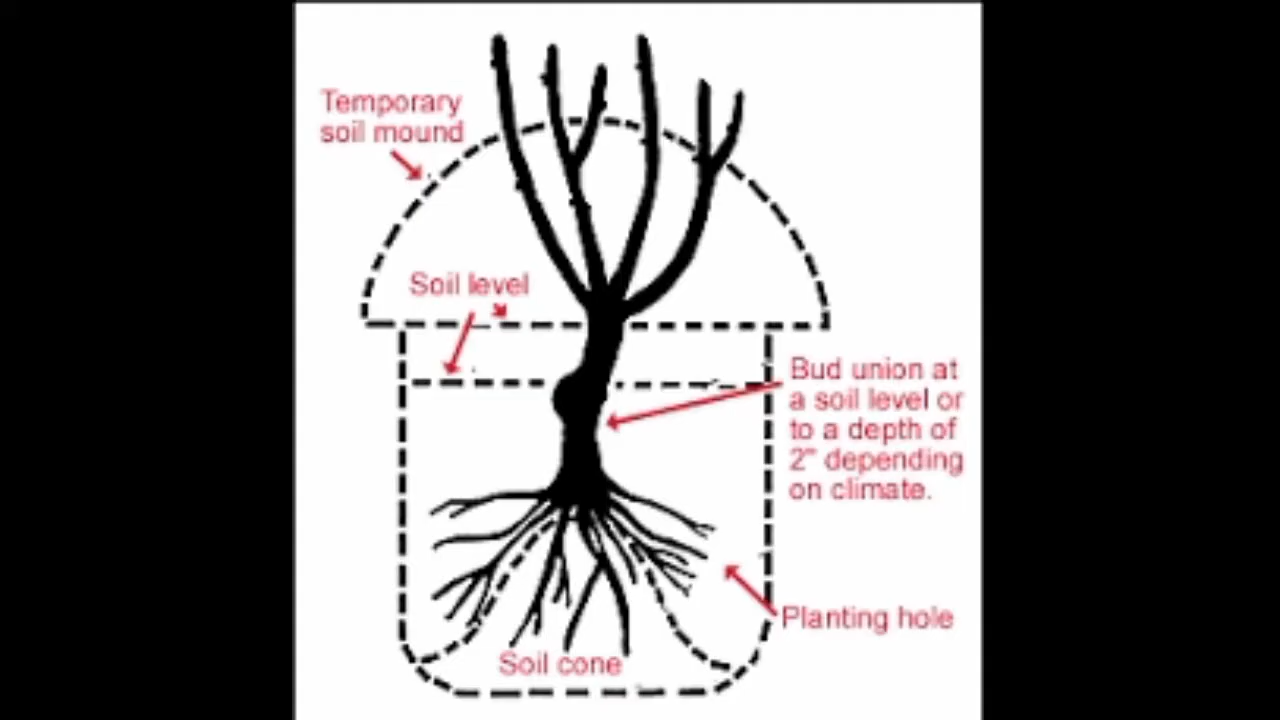 Temporary
soil mound
Soil level
Bud union at
a soil level or
to a depth of
2" depending
on climate.
Planting hole
Soil cone